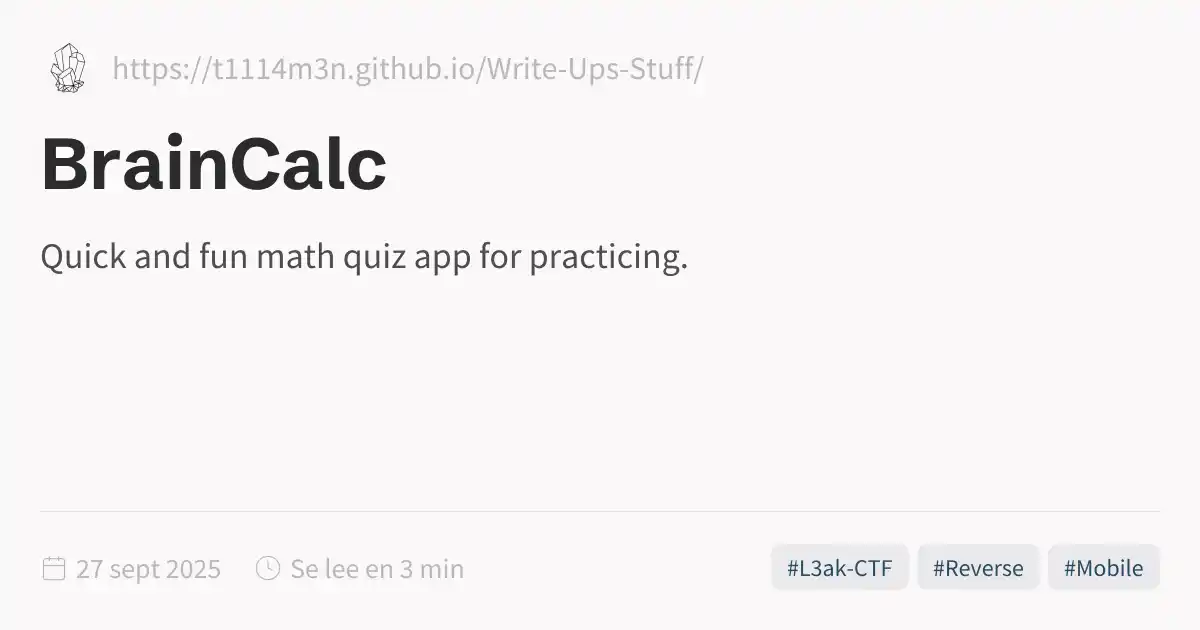 https://t1114m3n.github.io/Write-Ups-Stuff/
BrainCalc
Quick and fun math quiz app for practicing.
27 sept 2025
Se lee en 3 min
#L3ak-CTF
#Reverse
#Mobile